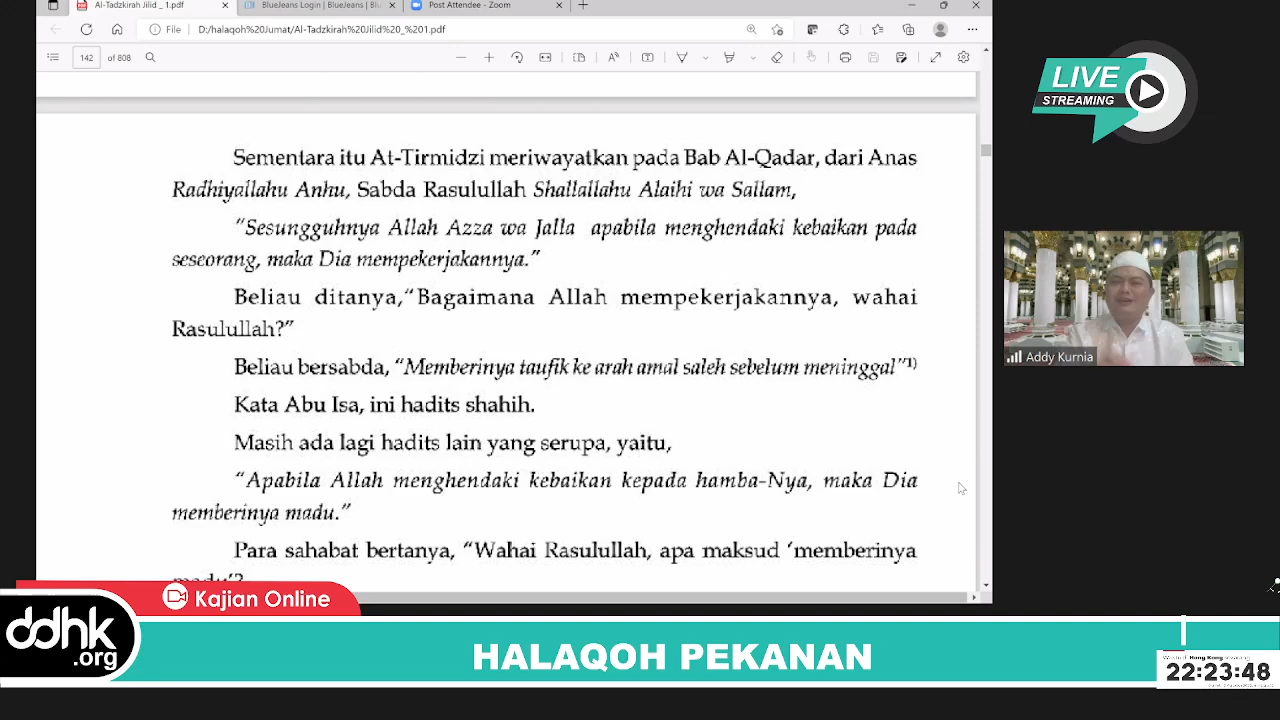 Al-Tadzkirah Jilid _ 1.pdf
BlueJeans Login | BlueJeans | Blu
Post Attendee - Zoom
File
D:/halaqoh%20Jumat/Al-Tadzkirah%20Jilid%20_%201.pdf
142 of 808
Sementara itu At-Tirmidzi meriwayatkan pada Bab Al-Qadar, dari Anas
Radhiyallahu Anhu, Sabda Rasulullah Shallallahu Alaihi wa Sallam,
"Sesungguhnya Allah Azza wa Jalla apabila menghendaki kebaikan pada
seseorang, maka Dia mempekerjakannya."
Beliau ditanya,"Bagaimana Allah mempekerjakannya, wahai
Rasulullah?"
Beliau bersabda, "Memberinya taufik ke arah amal saleh sebelum meninggal"1)
Kata Abu Isa, ini hadits shahih.
Masih ada lagi hadits lain yang serupa, yaitu,
"Apabila Allah menghendaki kebaikan kepada hamba-Nya, maka Dia
memberinya madu."
Para sahabat bertanya, "Wahai Rasulullah, apa maksud 'memberinya
madu'?
LIVE
STREAMING
Addy Kurnia
Kajian Online
ddhk
.org
HALAQOH PEKANAN
Hong Kong
22:23:48